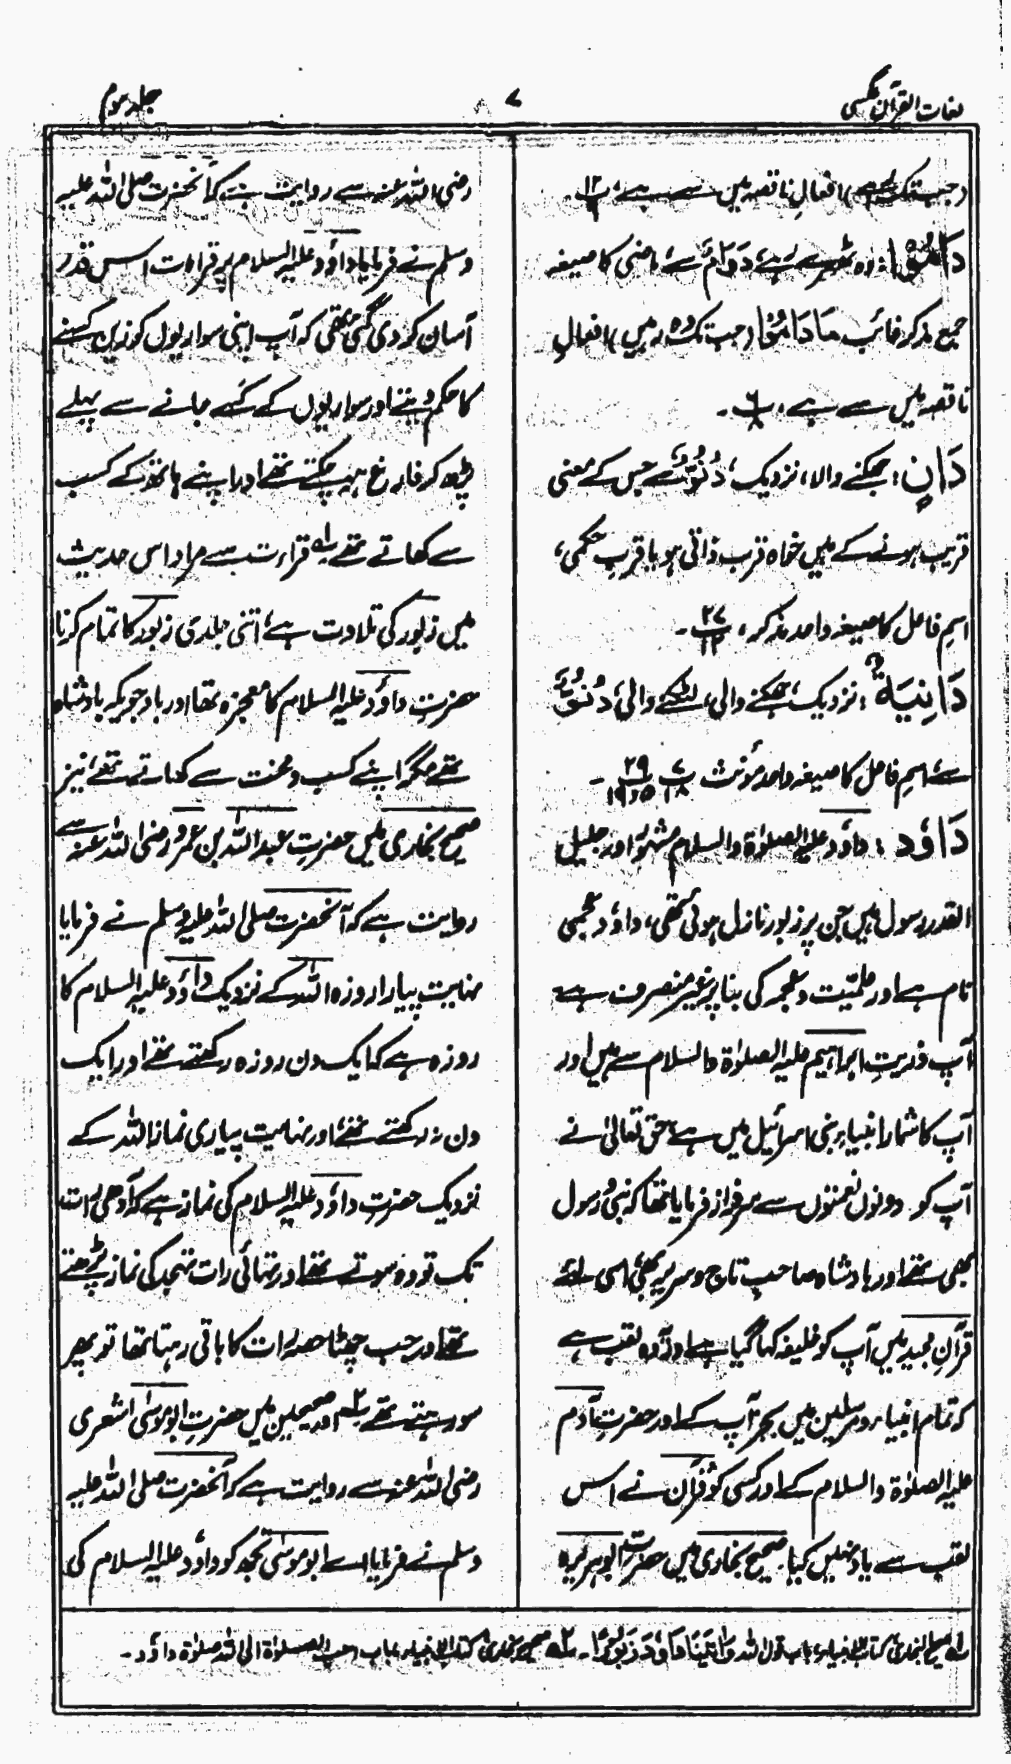 لغات القرآن عکسی
۷
جلد سوم
(جب تک رہے) افعالِ ناقصہ میں سے ہے، پ ۱۲
دَامُوْا: وہ ٹھہرے رہے، دَوَامٌ سے ماضی کا صیغہ
جمع مذکر غائب مَادَامُوْا (جب تک وہ رہیں) افعالِ
ناقصہ میں سے ہے، پ ۶۔
دَانٍ: جھکنے والا، نزدیک، دُنُوٌّ سے جس کے معنی
قریب ہونے کے ہیں خواہ قرب ذاتی ہو یا قربِ حکمی،
اسمِ فاعل کا صیغہ واحد مذکر، پ ۲۷ ۱۳۔
دَانِیَةٌ: نزدیک، جھکنے والی، لٹکنے والی، دُنُوٌّ
سے، اسمِ فاعل کا صیغہ واحد مؤنث پ ۷ ۱۸ پ ۲۹ ۱۹،۵۔
دَاوٗد: داؤد علیہ الصلوٰۃ والسلام مشہور اور جلیل
القدر رسول ہیں جن پر زبور نازل ہوئی تھی، داؤد عجمی
نام ہے اور علمیّت و عجمہ کی بنا پر غیر منصرف ہے
آپ ذریتِ ابراہیم علیہ الصلوٰۃ والسلام سے ہیں اور
آپ کا شمار انبیاءِ بنی اسرائیل میں ہے، حق تعالیٰ نے
آپ کو دونوں نعمتوں سے سرفراز فرمایا تھا کہ نبی و رسول
بھی تھے اور بادشاہ صاحبِ تاج و سریر بھی، اسی لئے
قرآنِ مجید میں آپ کو خلیفہ کہا گیا ہے اور یہ وہ لقب ہے
کہ تمام انبیاء و مرسلین میں بجز آپ کے اور حضرتِ آدم
علیہ الصلوٰۃ والسلام کے اور کسی کو قرآن نے اس
لقب سے یاد نہیں کیا، صحیح بخاری میں حضرت ابوہریرہ
رضی اللہ عنہ سے روایت ہے کہ آنحضرت صلی اللہ علیہ
وسلم نے فرمایا داؤد علیہ السلام پر قراءت اس قدر
آسان کردی گئی تھی کہ آپ اپنی سواریوں کو زین کسنے
کا حکم دیتے اور سواریوں کے کسے جانے سے پہلے
پڑھ کر فارغ ہو چکتے تھے اور اپنے ہاتھ کے کسب
سے کھاتے تھے لہ قراءت سے مراد اس حدیث
میں زبور کی تلاوت ہے، اتنی جلدی زبور کا تمام کرنا
حضرتِ داؤد علیہ السلام کا معجزہ تھا اور باوجودیکہ بادشاہ
تھے مگر اپنے کسب و محنت سے کھاتے تھے، نیز
صحیح بخاری میں حضرتِ عبداللہ بن عمرو رضی اللہ عنہ سے
روایت ہے کہ آنحضرت صلی اللہ علیہ وسلم نے فرمایا
نہایت پیارا روزہ اللہ کے نزدیک داؤد علیہ السلام کا
روزہ ہے کہ ایک دن روزہ رکھتے تھے اور ایک
دن نہ رکھتے تھے، اور نہایت پیاری نماز اللہ کے
نزدیک حضرتِ داؤد علیہ السلام کی نماز ہے کہ آدھی رات
تک تو وہ سوتے تھے اور تہائی رات تہجد کی نماز پڑھتے
تھے اور جب چھٹا حصہ رات کا باقی رہتا تھا تو پھر
سو رہتے تھے ۲ہ اور صحیحین میں حضرتِ ابوموسٰی اشعری
رضی اللہ عنہ سے روایت ہے کہ آنحضرت صلی اللہ علیہ
وسلم نے فرمایا اے ابوموسٰی تجھ کو داؤد علیہ السلام کی
لہ صحیح البخاری کتاب الانبیاء، باب قول اللہ وَاٰتَیْنَا دَاوٗدَ زَبُوْرًا۔ ۲ہ صحیح بخاری کتاب الانبیاء باب احب الصلوٰۃ الی اللہ صلوٰۃ داؤد۔